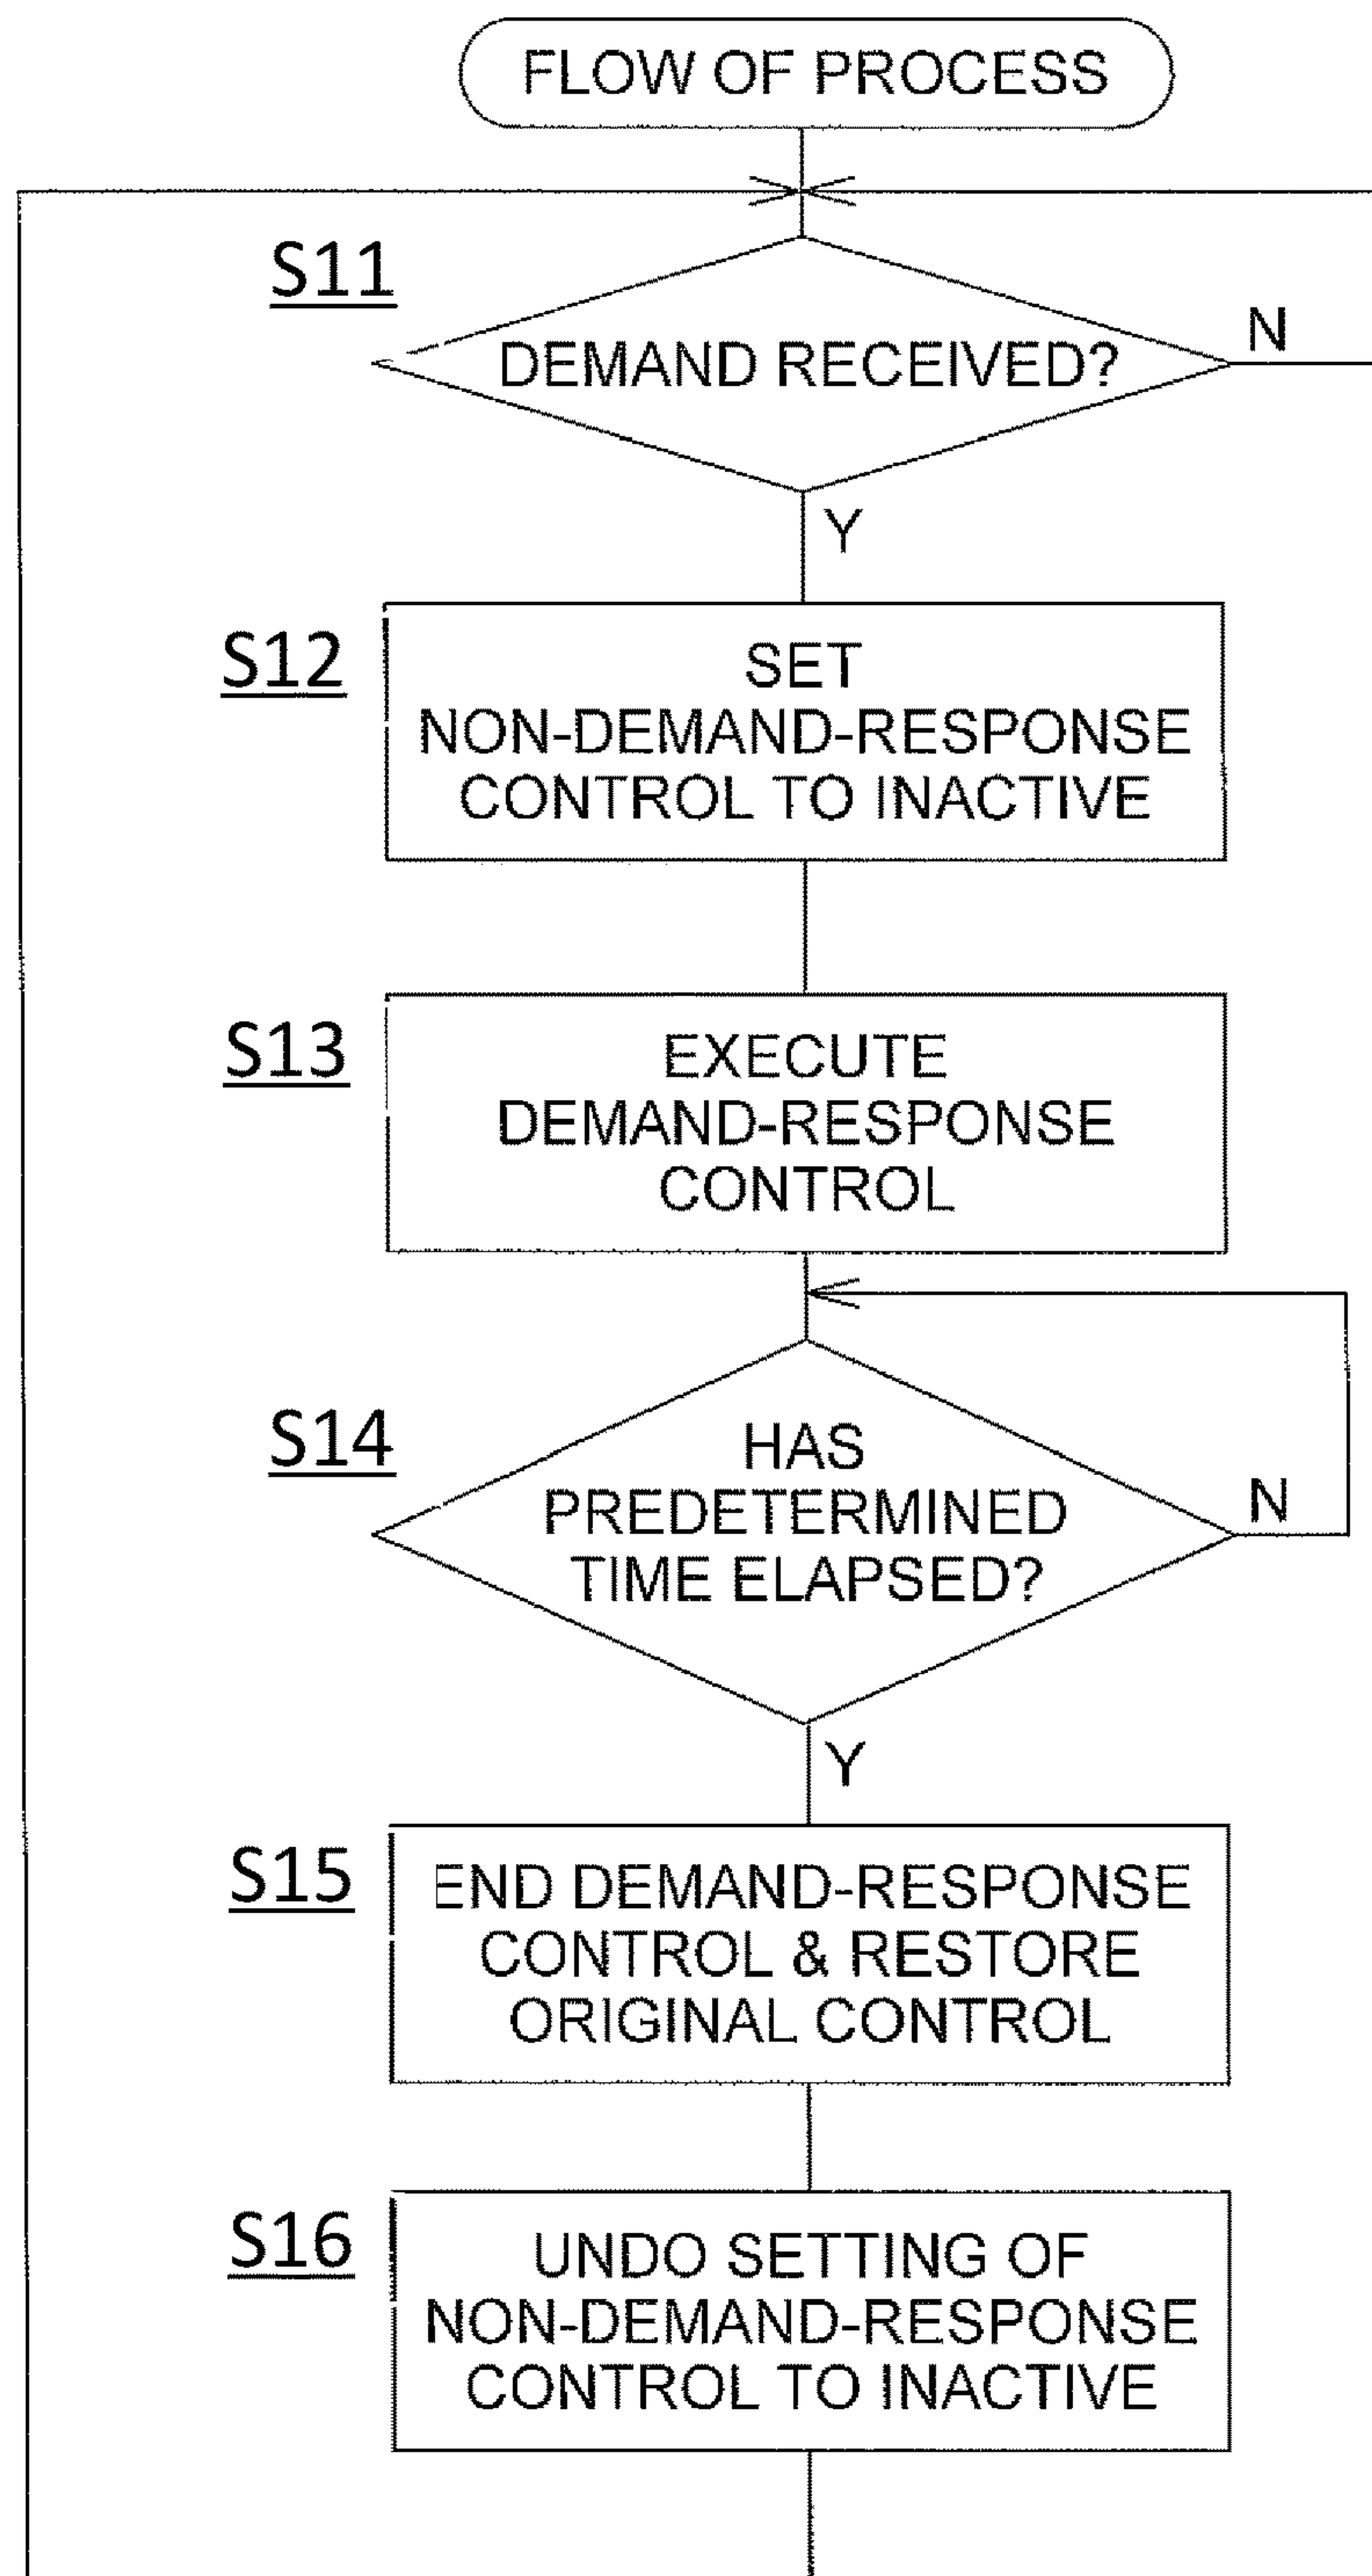 FLOW OF PROCESS
S11
DEMAND RECEIVED?
N
Y
S12
SET
NON-DEMAND-RESPONSE
CONTROL TO INACTIVE
S13
EXECUTE
DEMAND-RESPONSE
CONTROL
S14
HAS
PREDETERMINED
TIME ELAPSED?
N
Y
S15
END DEMAND-RESPONSE
CONTROL & RESTORE
ORIGINAL CONTROL
S16
UNDO SETTING OF
NON-DEMAND-RESPONSE
CONTROL TO INACTIVE